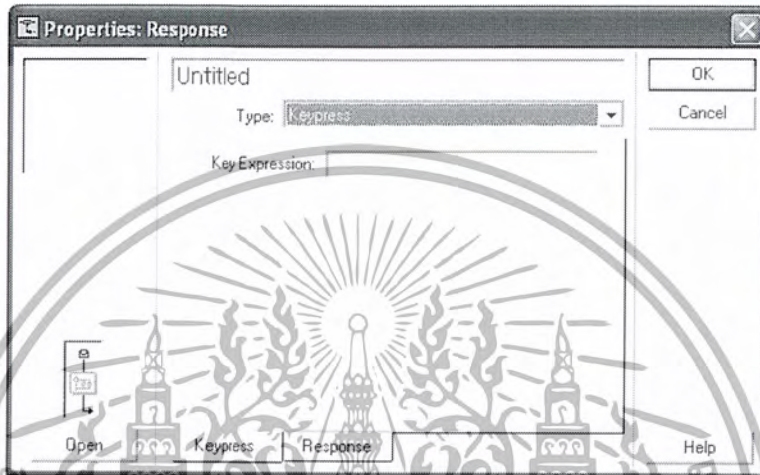 Properties: Response
Untitled
OK
Type: Keypress
Cancel
Key Expression:
Open
Keypress
Response
Help